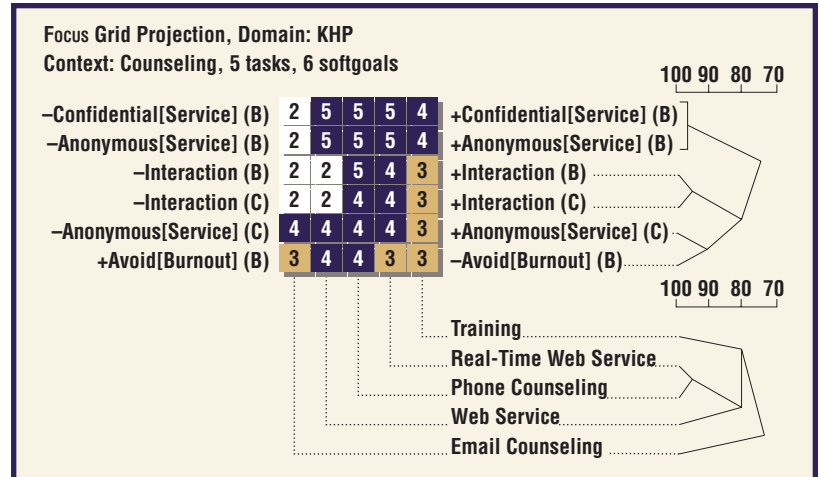 Focus Grid Projection, Domain: KHP
Context: Counseling, 5 tasks, 6 softgoals
100 90 80 70
–Confidential[Service] (B) 2 5 5 5 4 +Confidential[Service] (B)
–Anonymous[Service] (B) 2 5 5 5 4 +Anonymous[Service] (B)
–Interaction (B) 2 2 5 4 3 +Interaction (B)
–Interaction (C) 2 2 4 4 3 +Interaction (C)
–Anonymous[Service] (C) 4 4 4 4 3 +Anonymous[Service] (C)
+Avoid[Burnout] (B) 3 4 4 3 3 –Avoid[Burnout] (B)
100 90 80 70
Training
Real-Time Web Service
Phone Counseling
Web Service
Email Counseling